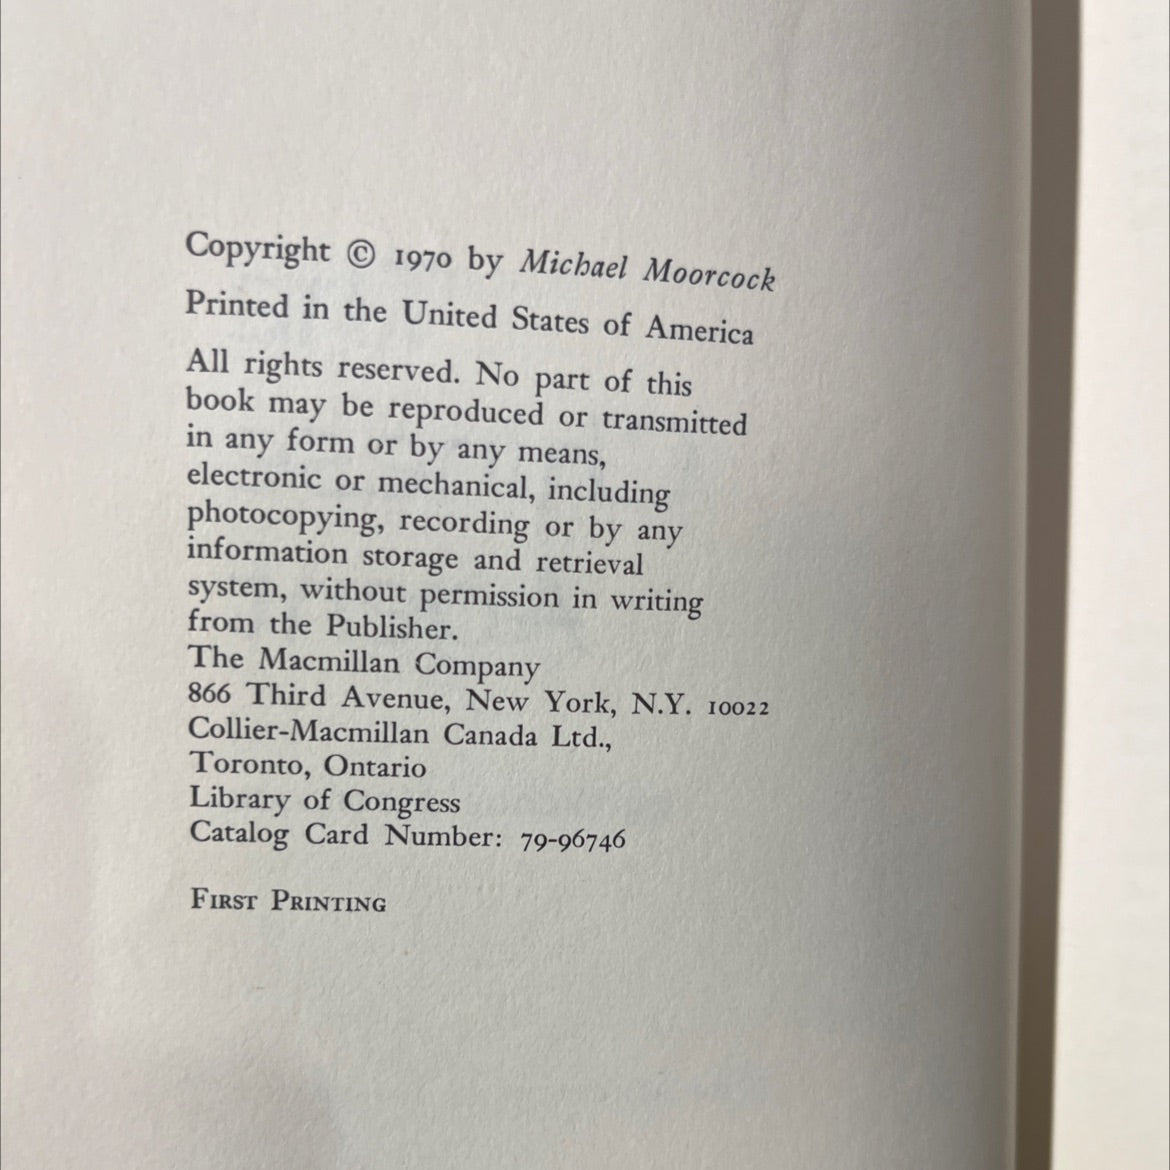 Copyright © 1970 by Michael Moorcock
Printed in the United States of America
All rights reserved. No part of this
book may be reproduced or transmitted
in any form or by any means,
electronic or mechanical, including
photocopying, recording or by any
information storage and retrieval
system, without permission in writing
from the Publisher.
The Macmillan Company
866 Third Avenue, New York, N.Y. 10022
Collier-Macmillan Canada Ltd.,
Toronto, Ontario
Library of Congress
Catalog Card Number: 79-96746
First Printing